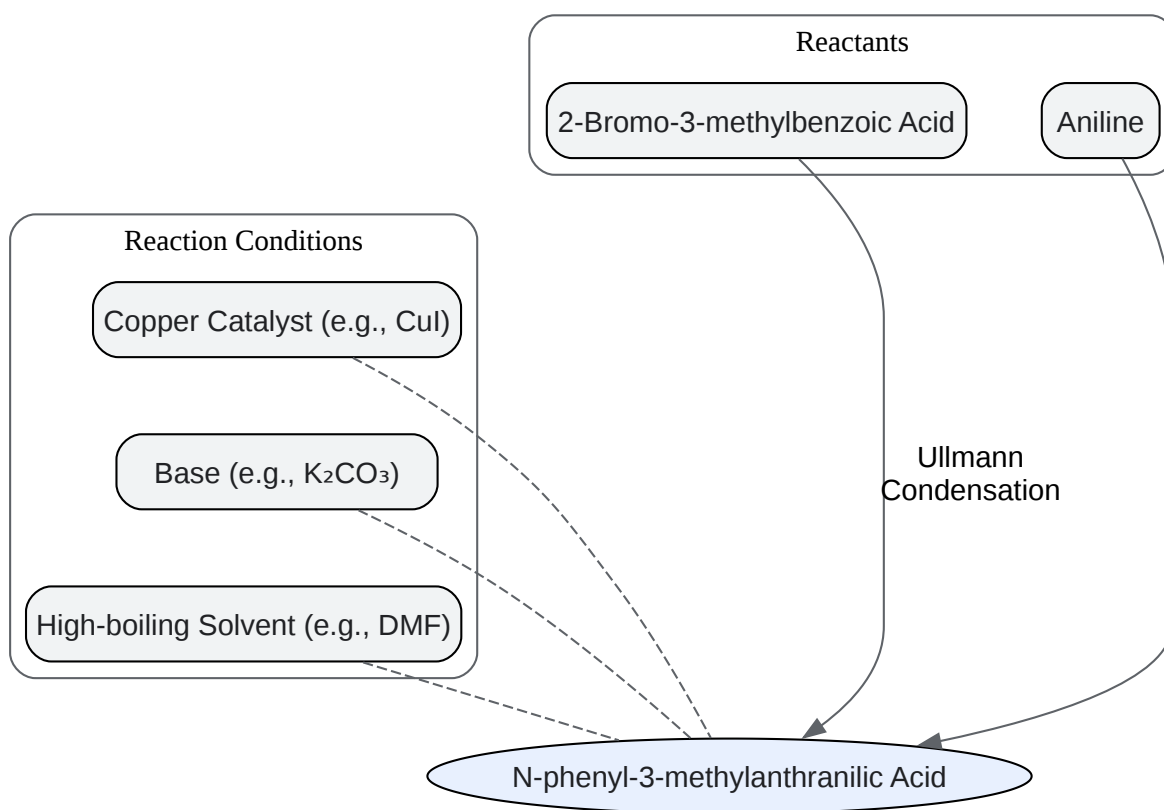 Reactants
2-Bromo-3-methylbenzoic Acid
Aniline
Reaction Conditions
Copper Catalyst (e.g., CuI)
Base (e.g., K₂CO₃)
High-boiling Solvent (e.g., DMF)
Ullmann
Condensation
N-phenyl-3-methylanthranilic Acid